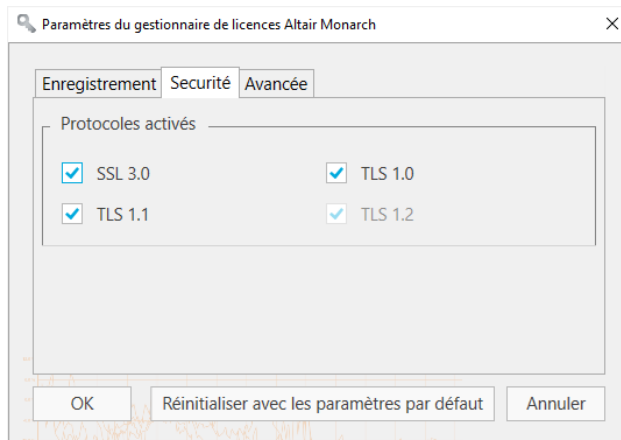 Paramètres du gestionnaire de licences Altair Monarch
Enregistrement Securité Avancée
Protocoles activés
SSL 3.0 TLS 1.0
TLS 1.1 TLS 1.2
OK Réinitialiser avec les paramètres par défaut Annuler